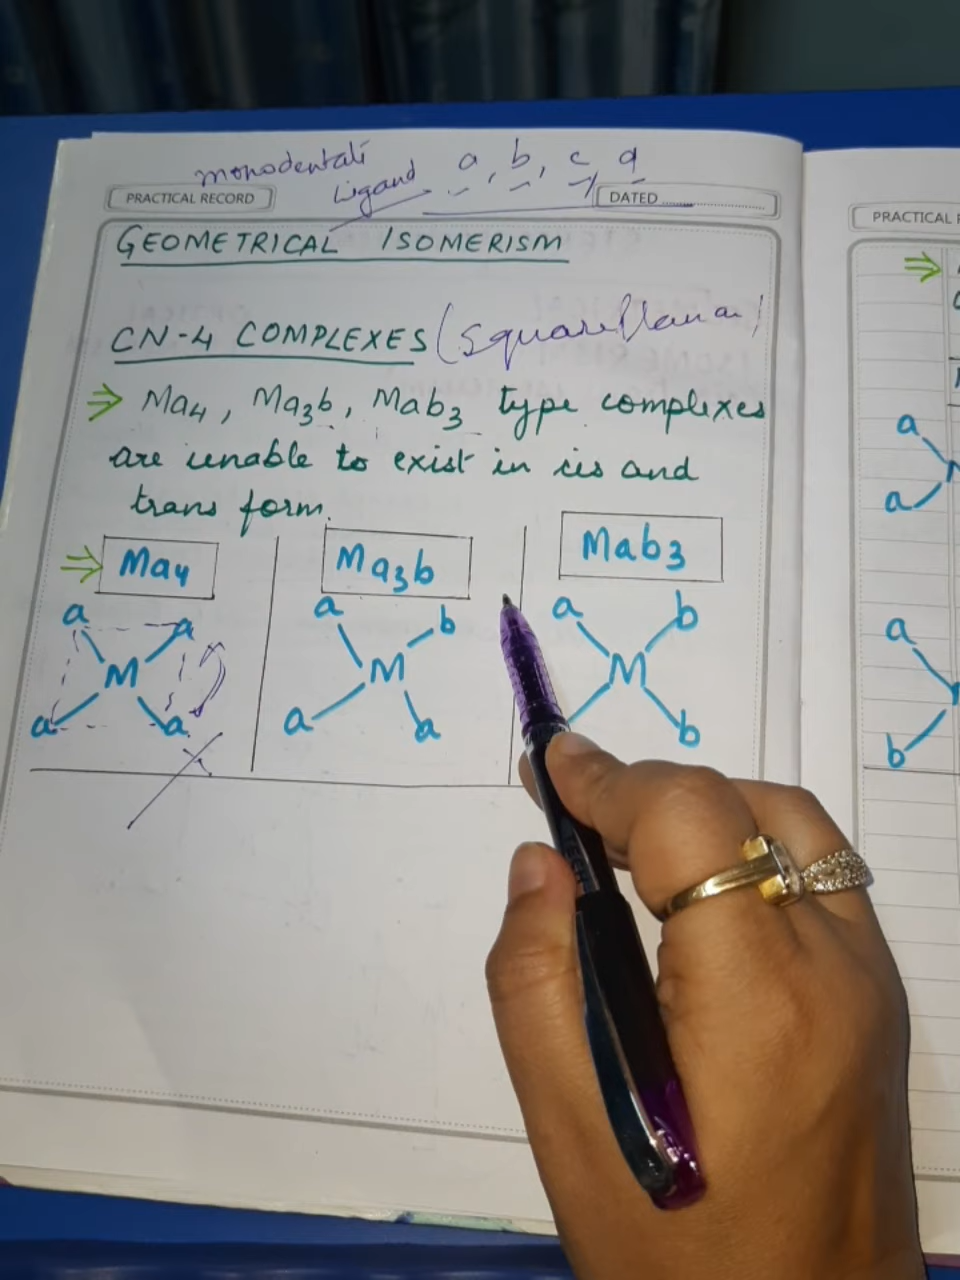 monodentate
Ligand a, b, c, d
PRACTICAL RECORD
DATED
GEOMETRICAL ISOMERISM
CN-4 COMPLEXES (Square Planar)
⇒ Ma4, Ma3b, Mab3 type complexes
are unable to exist in cis and
trans form.
⇒ Ma4
Ma3b
Mab3
a a
M
a a
a b
M
a a
a b
M
b
PRACTICAL
⇒
a
a
a
b